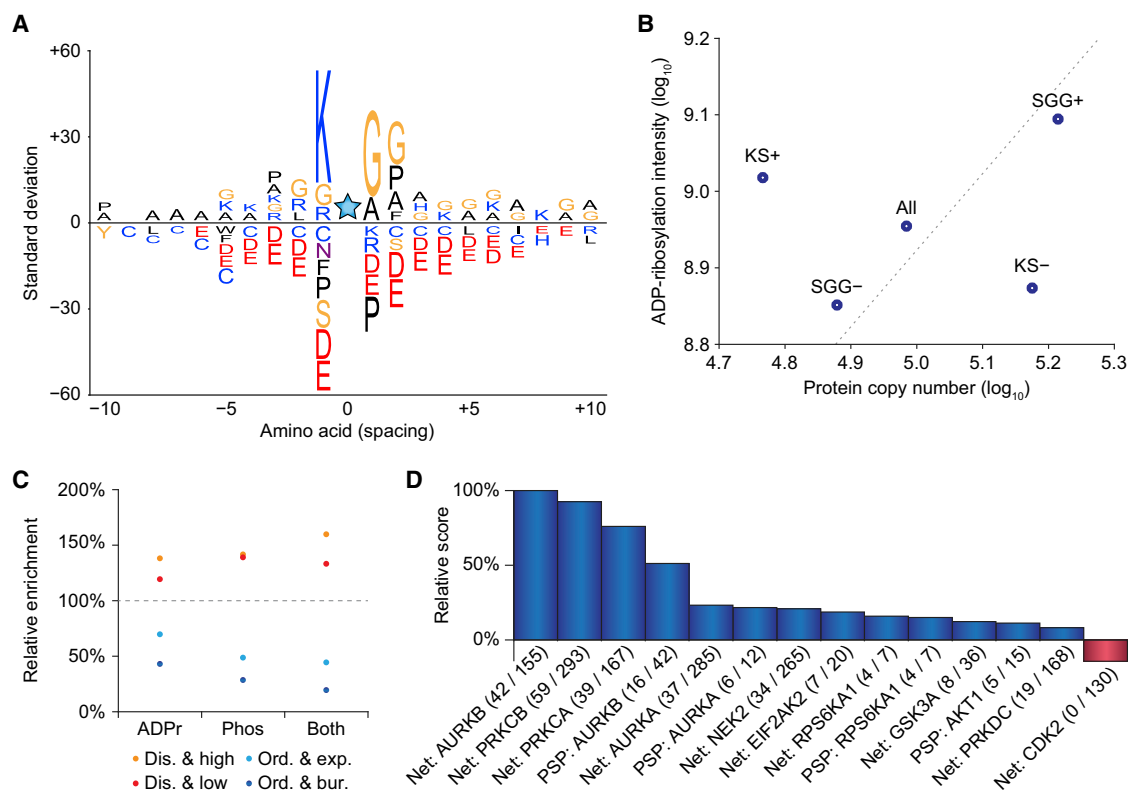 A
+60
+30
0
−30
−60
Standard deviation
P
A
Y
C
A
L
C
A
C
A
E
C
G
K
A
W
F
D
E
C
K
A
C
D
E
P
A
K
G
R
D
E
G
R
L
C
D
E
K
G
R
C
N
F
P
S
D
E
G
A
K
R
D
E
P
G
P
A
F
C
S
D
E
A
H
G
C
D
E
G
K
C
D
E
G
A
L
D
E
G
K
A
C
E
D
A
G
I
C
E
K
E
H
G
A
E
A
G
R
L
−10
−5
0
+5
+10
Amino acid (spacing)
B
9.2
9.1
9.0
8.9
8.8
ADP-ribosylation intensity (log10)
SGG+
KS+
All
KS−
SGG−
4.7
4.8
4.9
5.0
5.1
5.2
5.3
Protein copy number (log10)
C
200%
150%
100%
50%
0%
Relative enrichment
ADPr
Phos
Both
Dis. & high
Ord. & exp.
Dis. & low
Ord. & bur.
D
100%
50%
0%
Relative score
Net: AURKB (42 / 155)
Net: PRKCB (59 / 293)
Net: PRKCA (39 / 167)
PSP: AURKB (16 / 42)
Net: AURKA (37 / 285)
PSP: AURKA (6 / 12)
Net: NEK2 (34 / 265)
Net: EIF2AK2 (7 / 20)
Net: RPS6KA1 (4 / 7)
PSP: RPS6KA1 (4 / 7)
Net: GSK3A (8 / 36)
PSP: AKT1 (5 / 15)
Net: PRKDC (19 / 168)
Net: CDK2 (0 / 130)